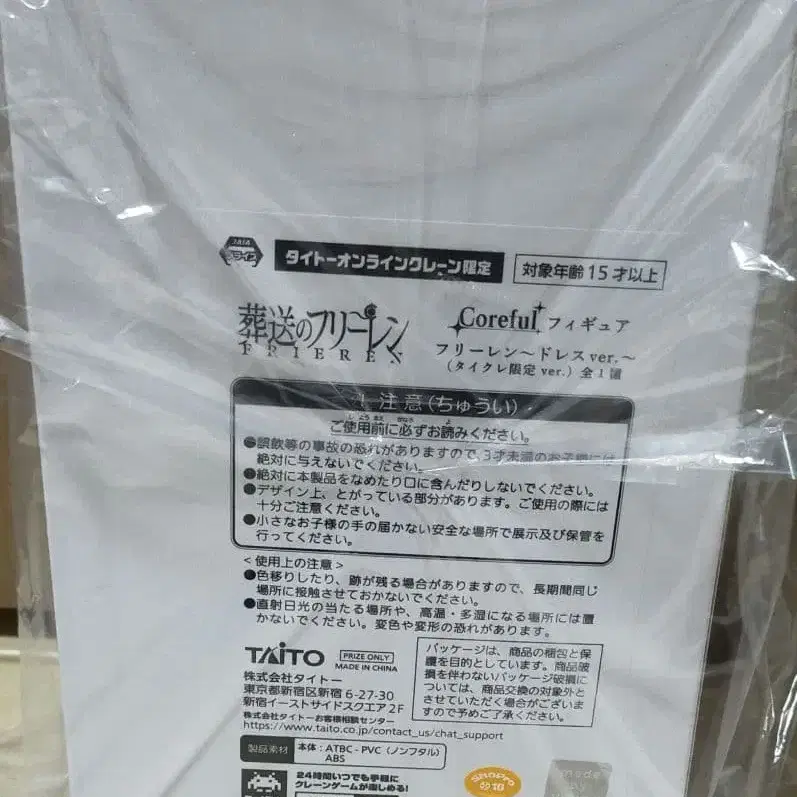 JAIA
プライズ
タイトーオンラインクレーン限定
対象年齢15才以上
葬送のフリーレン
FRIEREN
Coreful フィギュア
フリーレン～ドレスver.～
(タイクレ限定ver.) 全1種
! 注意(ちゅうい)
ご使用前に必ずお読みください。
●誤飲等の事故の恐れがありますので、3才未満のお子様には
絶対に与えないでください。
●絶対に本製品をなめたり口に含んだりしないでください。
●デザイン上、とがっている部分があります。ご使用の際には
十分ご注意ください。
●小さなお子様の手の届かない安全な場所で展示及び保管を
行ってください。
<使用上の注意>
●色移りしたり、跡が残る場合がありますので、長期間同じ
場所に接触させておかないでください。
●直射日光の当たる場所や、高温・多湿になる場所には置
かないでください。変色や変形の恐れがあります。
TAITO
PRIZE ONLY
MADE IN CHINA
株式会社タイトー
東京都新宿区新宿6-27-30
新宿イーストサイドスクエア2F
株式会社タイトーお客様相談センター
https://www.taito.co.jp/contact_us/chat_support
パッケージは、商品の梱包と保
護を目的としています。商品破
損を伴わないパッケージ破損に
ついては、商品交換の対象外と
させていただく場合がございま
すので予めご了承ください。
製品素材
本体：ATBC-PVC (ノンフタル)
ABS
24時間いつでも手軽に
クレーンゲームが楽しめる!
ShoPro